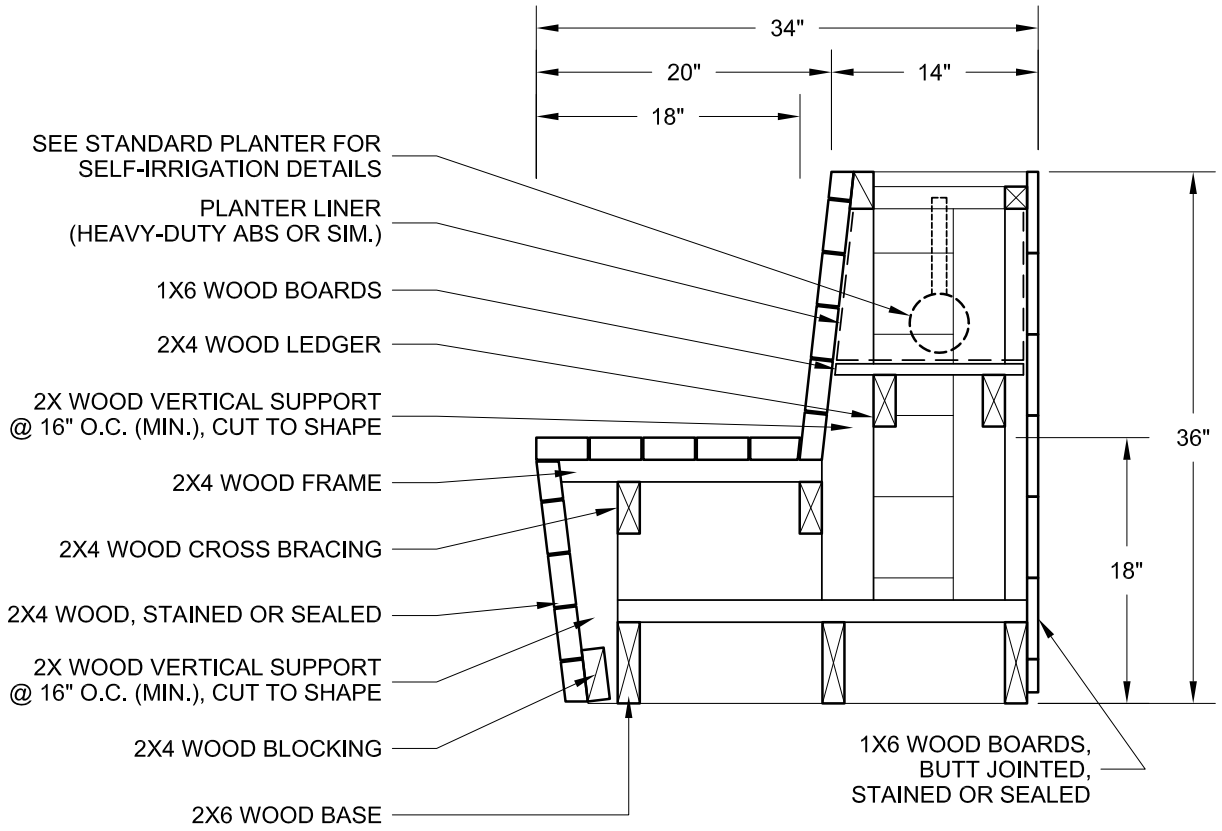 34"
20"
14"
18"
SEE STANDARD PLANTER FOR
SELF-IRRIGATION DETAILS
PLANTER LINER
(HEAVY-DUTY ABS OR SIM.)
1X6 WOOD BOARDS
2X4 WOOD LEDGER
2X WOOD VERTICAL SUPPORT
@ 16" O.C. (MIN.), CUT TO SHAPE
2X4 WOOD FRAME
2X4 WOOD CROSS BRACING
2X4 WOOD, STAINED OR SEALED
2X WOOD VERTICAL SUPPORT
@ 16" O.C. (MIN.), CUT TO SHAPE
2X4 WOOD BLOCKING
2X6 WOOD BASE
36"
18"
1X6 WOOD BOARDS,
BUTT JOINTED,
STAINED OR SEALED